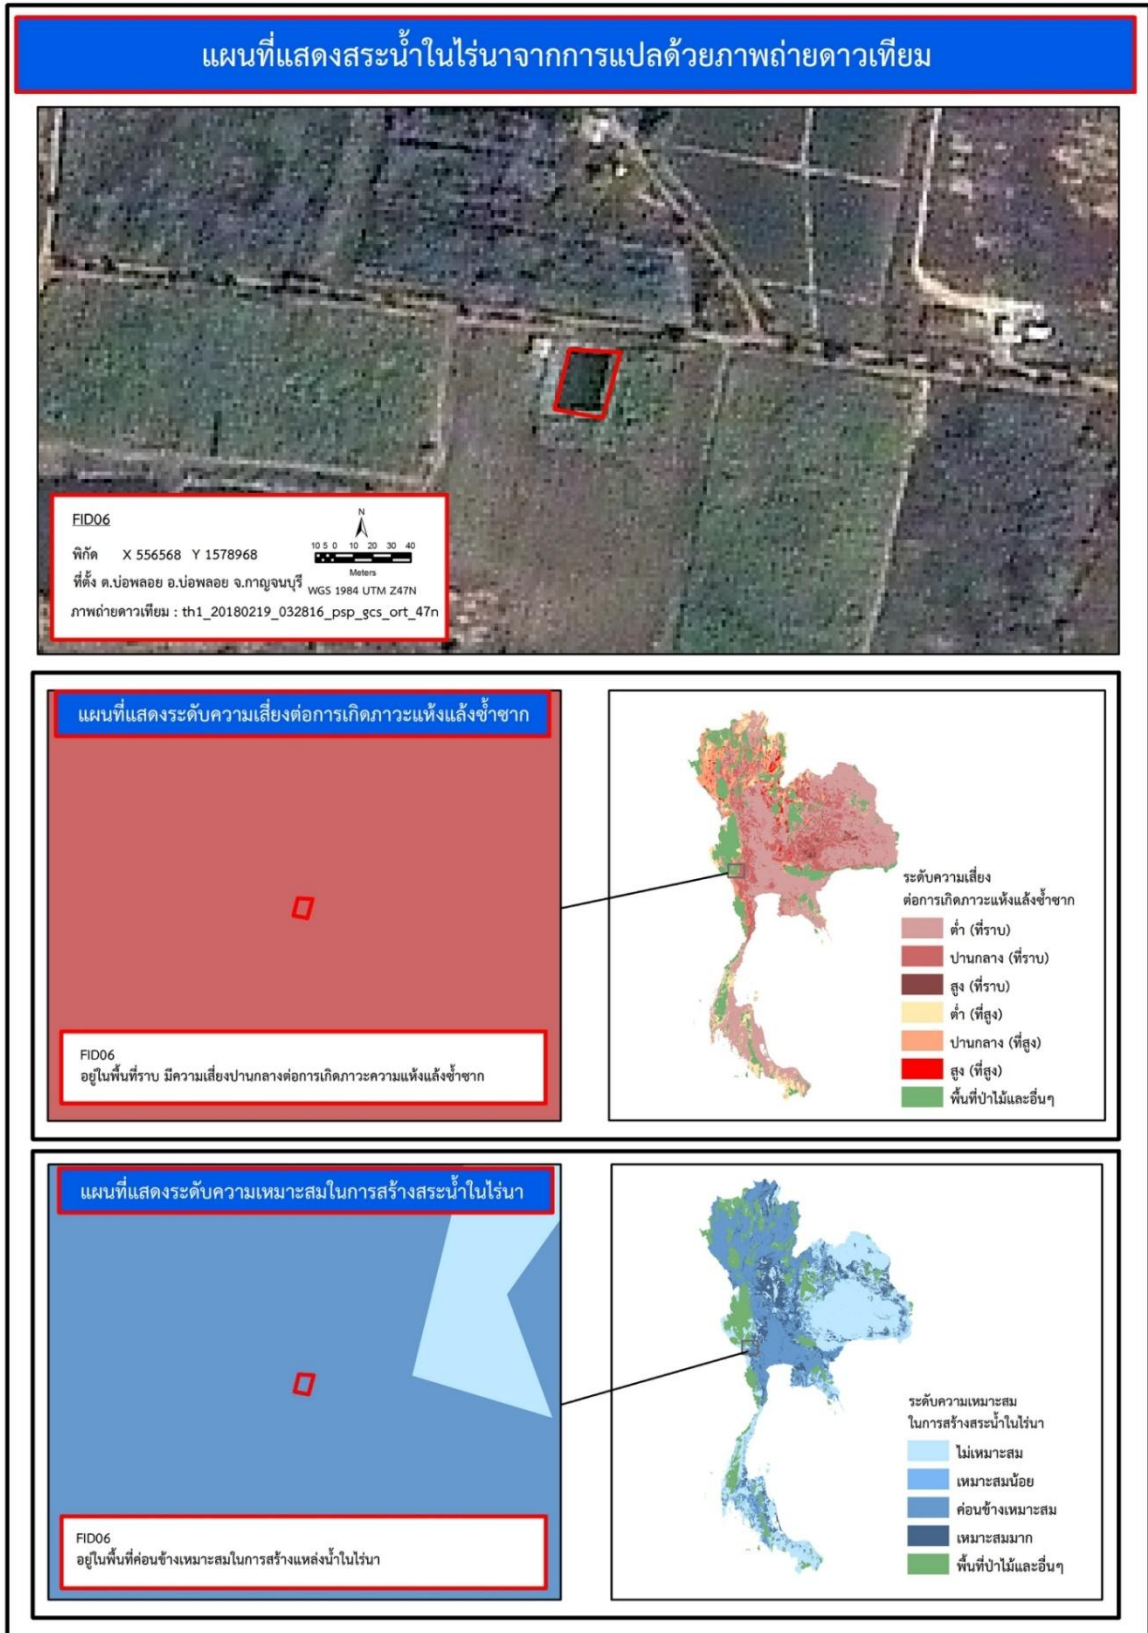 แผนที่แสดงสระน้ำในไร่นาจากการแปลด้วยภาพถ่ายดาวเทียม
FID06
พิกัด X 556568 Y 1578968
ที่ตั้ง ต.บ่อพลอย อ.บ่อพลอย จ.กาญจนบุรี
ภาพถ่ายดาวเทียม : th1_20180219_032816_psp_gcs_ort_47n
N
10 5 0 10 20 30 40
Meters
WGS 1984 UTM Z47N
แผนที่แสดงระดับความเสี่ยงต่อการเกิดภาวะแห้งแล้งซ้ำซาก
FID06
อยู่ในพื้นที่ราบ มีความเสี่ยงปานกลางต่อการเกิดภาวะความแห้งแล้งซ้ำซาก
ระดับความเสี่ยง
ต่อการเกิดภาวะแห้งแล้งซ้ำซาก
ต่ำ (ที่ราบ)
ปานกลาง (ที่ราบ)
สูง (ที่ราบ)
ต่ำ (ที่สูง)
ปานกลาง (ที่สูง)
สูง (ที่สูง)
พื้นที่ป่าไม้และอื่นๆ
แผนที่แสดงระดับความเหมาะสมในการสร้างสระน้ำในไร่นา
FID06
อยู่ในพื้นที่ค่อนข้างเหมาะสมในการสร้างแหล่งน้ำในไร่นา
ระดับความเหมาะสม
ในการสร้างสระน้ำในไร่นา
ไม่เหมาะสม
เหมาะสมน้อย
ค่อนข้างเหมาะสม
เหมาะสมมาก
พื้นที่ป่าไม้และอื่นๆ